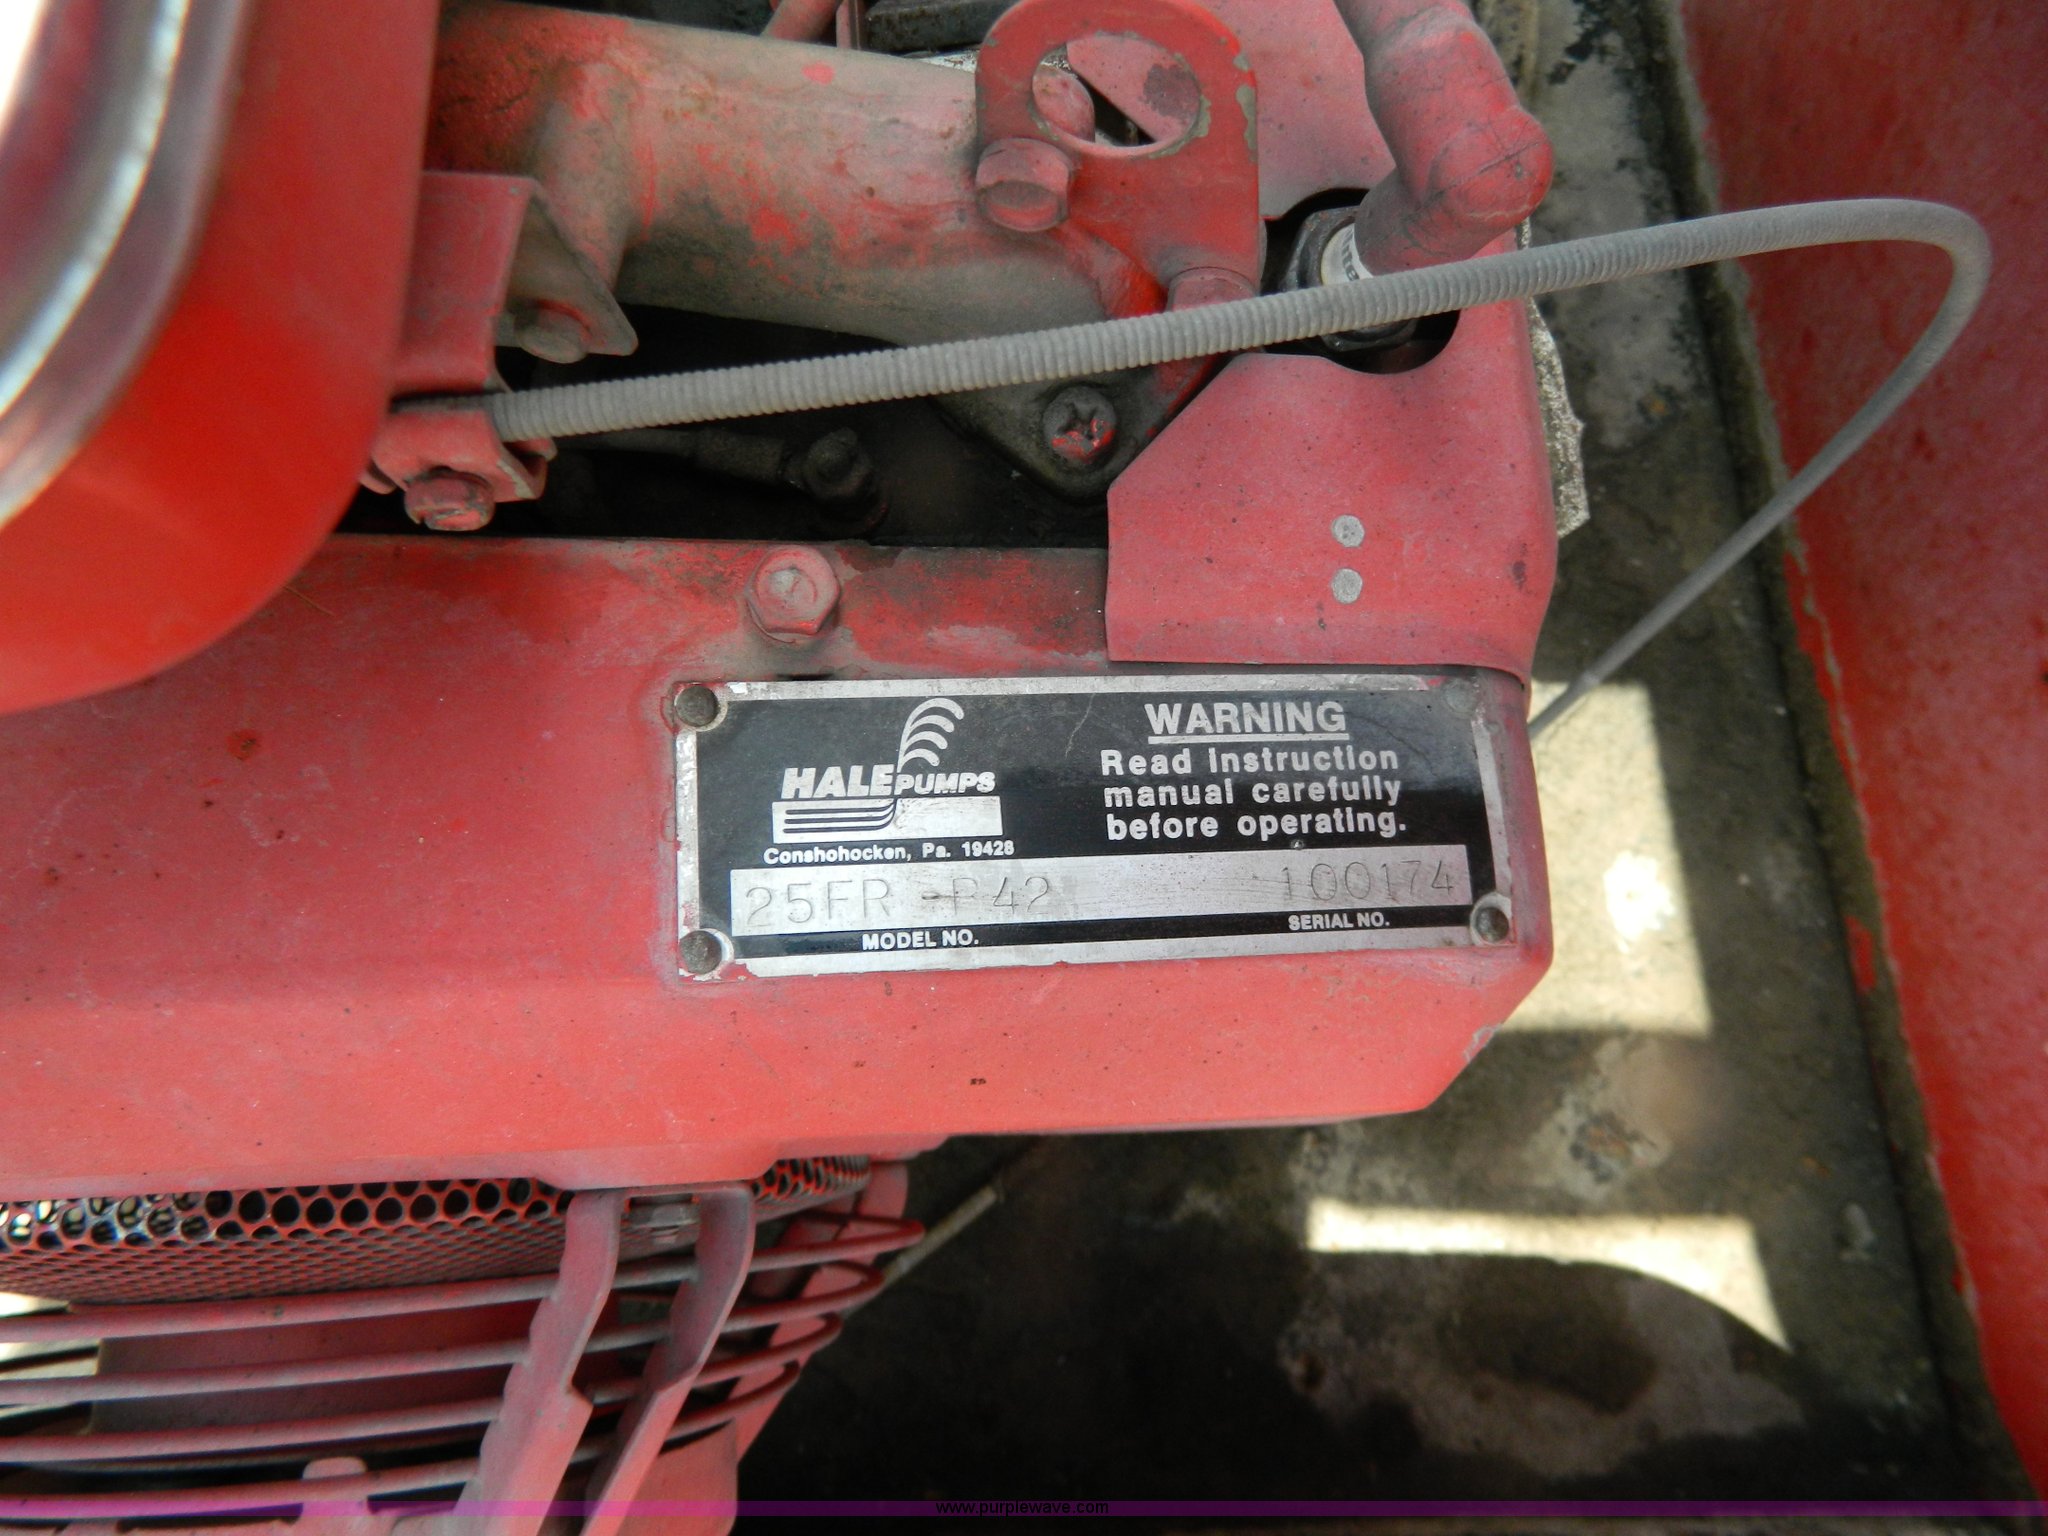 HALE PUMPS
Conshohocken, Pa. 19428
WARNING
Read instruction
manual carefully
before operating.
25FR -P42
100174
MODEL NO.
SERIAL NO.
www.purplewave.com